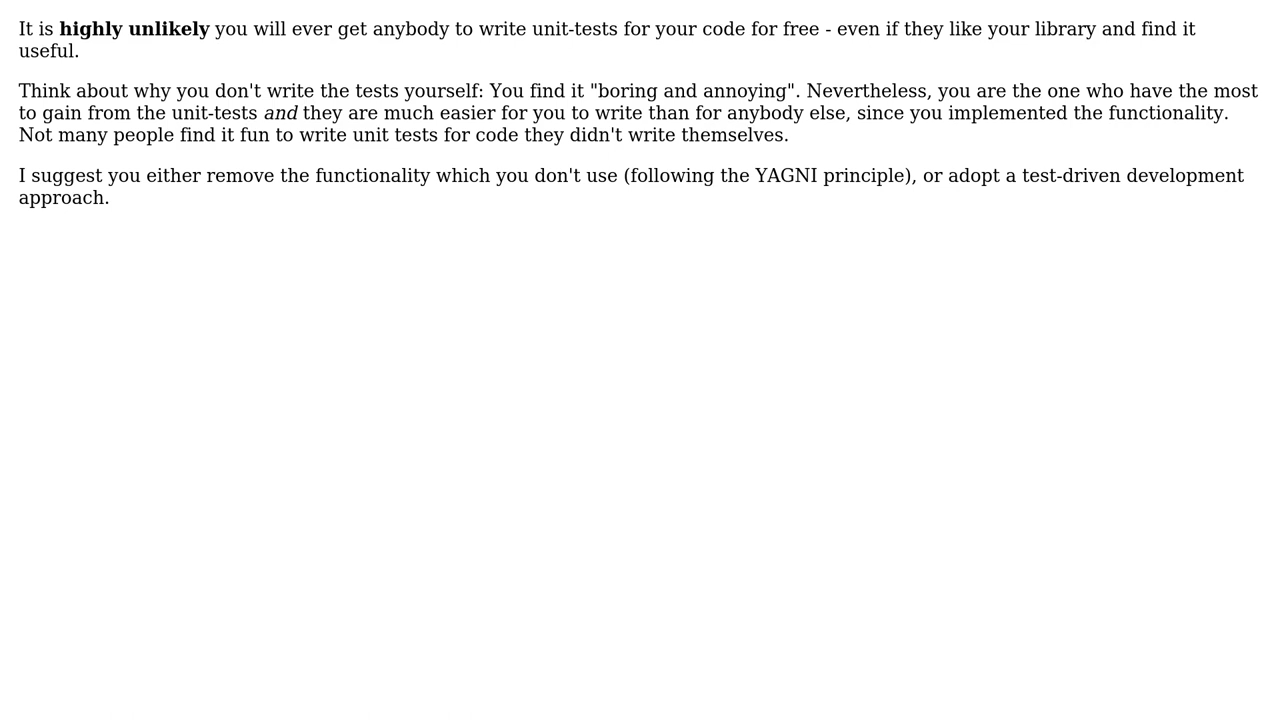 It is highly unlikely you will ever get anybody to write unit-tests for your code for free - even if they like your library and find it
useful.
Think about why you don't write the tests yourself: You find it "boring and annoying". Nevertheless, you are the one who have the most
to gain from the unit-tests and they are much easier for you to write than for anybody else, since you implemented the functionality.
Not many people find it fun to write unit tests for code they didn't write themselves.
I suggest you either remove the functionality which you don't use (following the YAGNI principle), or adopt a test-driven development
approach.